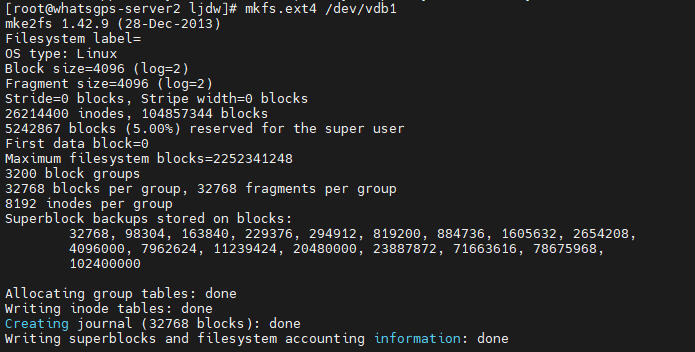 [root@whatsgps-server2 ljdw]# mkfs.ext4 /dev/vdb1
mke2fs 1.42.9 (28-Dec-2013)
Filesystem label=
OS type: Linux
Block size=4096 (log=2)
Fragment size=4096 (log=2)
Stride=0 blocks, Stripe width=0 blocks
26214400 inodes, 104857344 blocks
5242867 blocks (5.00%) reserved for the super user
First data block=0
Maximum filesystem blocks=2252341248
3200 block groups
32768 blocks per group, 32768 fragments per group
8192 inodes per group
Superblock backups stored on blocks:
32768, 98304, 163840, 229376, 294912, 819200, 884736, 1605632, 2654208,
4096000, 7962624, 11239424, 20480000, 23887872, 71663616, 78675968,
102400000
Allocating group tables: done
Writing inode tables: done
Creating journal (32768 blocks): done
Writing superblocks and filesystem accounting information: done